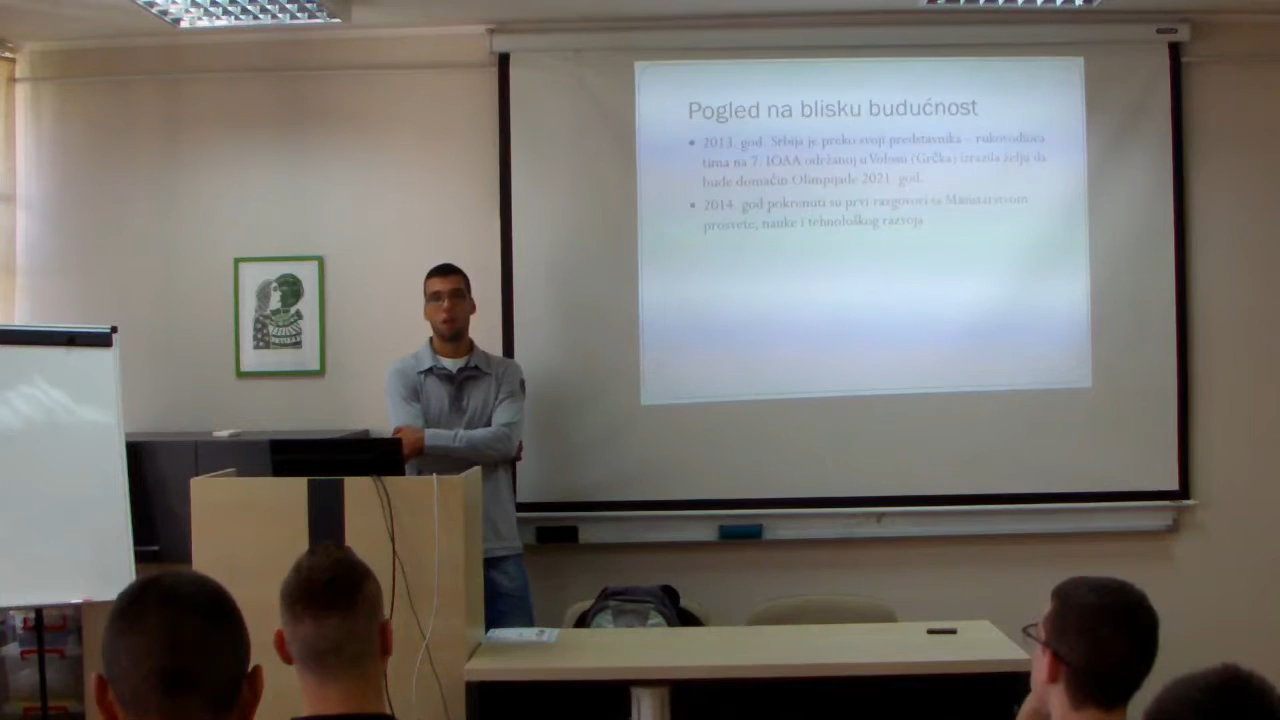 Pogled na blisku budućnost
• 2013. god. Srbija je preko svoji predstavnika – rukovodioca
tima na 7. IOAA održanoj u Volosu (Grčka) izrazila želju da
bude domaćin Olimpijade 2021. god.
• 2014. god pokrenuti su prvi razgovori sa Ministarstvom
prosvete, nauke i tehnološkog razvoja